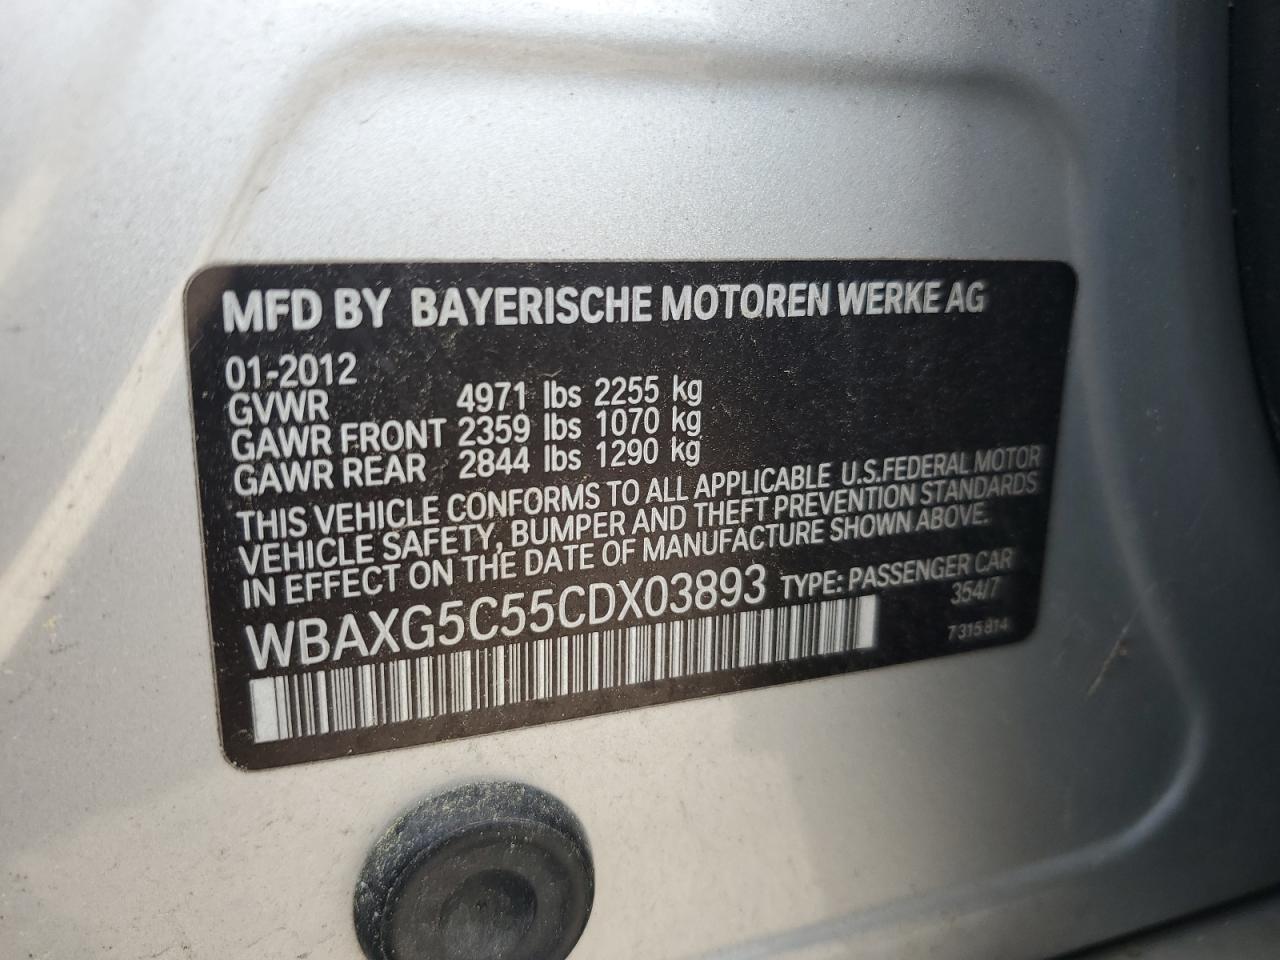 MFD BY BAYERISCHE MOTOREN WERKE AG
01-2012
GVWR 4971 lbs 2255 kg
GAWR FRONT 2359 lbs 1070 kg
GAWR REAR 2844 lbs 1290 kg
THIS VEHICLE CONFORMS TO ALL APPLICABLE U.S.FEDERAL MOTOR
VEHICLE SAFETY, BUMPER AND THEFT PREVENTION STANDARDS
IN EFFECT ON THE DATE OF MANUFACTURE SHOWN ABOVE.
WBAXG5C55CDX03893 TYPE: PASSENGER CAR
354/7
7315814